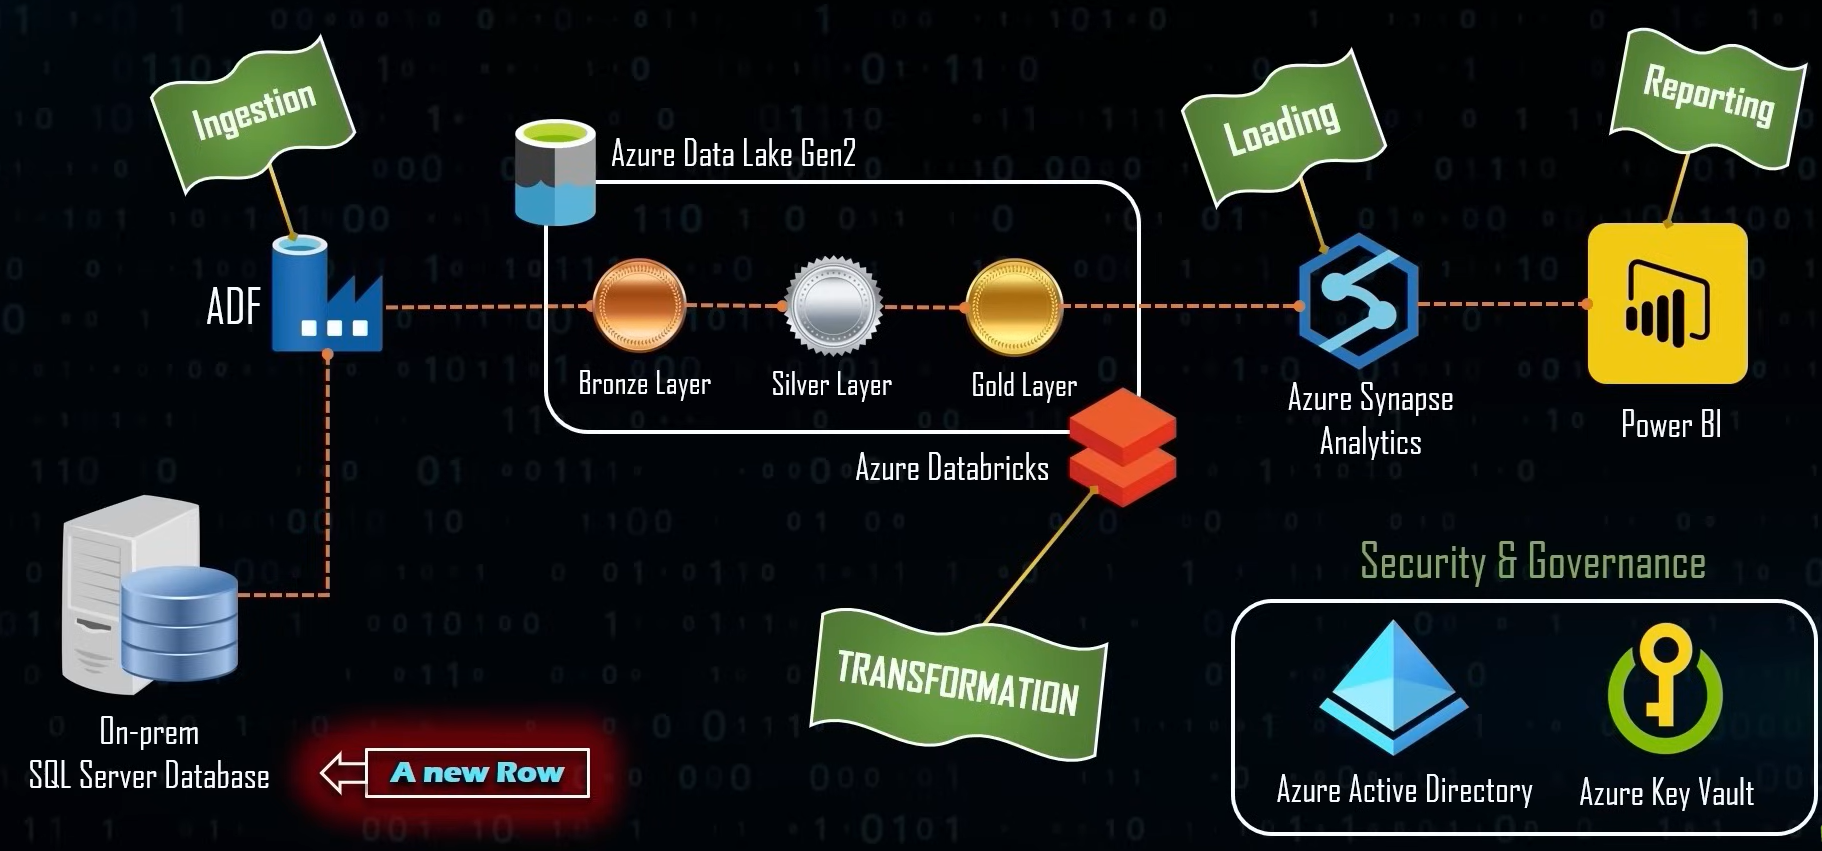 Ingestion
Azure Data Lake Gen2
Loading
Reporting
ADF
Bronze Layer
Silver Layer
Gold Layer
Azure Synapse
Analytics
Power BI
Azure Databricks
TRANSFORMATION
On-prem
SQL Server Database
A new Row
Security & Governance
Azure Active Directory
Azure Key Vault